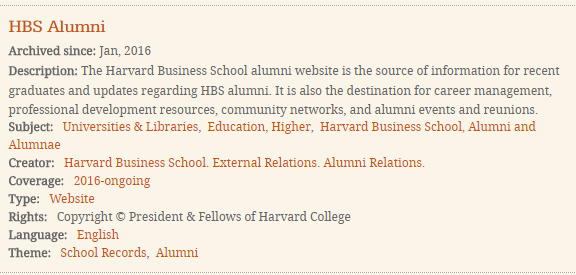 HBS Alumni
Archived since: Jan, 2016
Description: The Harvard Business School alumni website is the source of information for recent
graduates and updates regarding HBS alumni. It is also the destination for career management,
professional development resources, community networks, and alumni events and reunions.
Subject: Universities & Libraries, Education, Higher, Harvard Business School, Alumni and
Alumnae
Creator: Harvard Business School. External Relations. Alumni Relations.
Coverage: 2016-ongoing
Type: Website
Rights: Copyright © President & Fellows of Harvard College
Language: English
Theme: School Records, Alumni